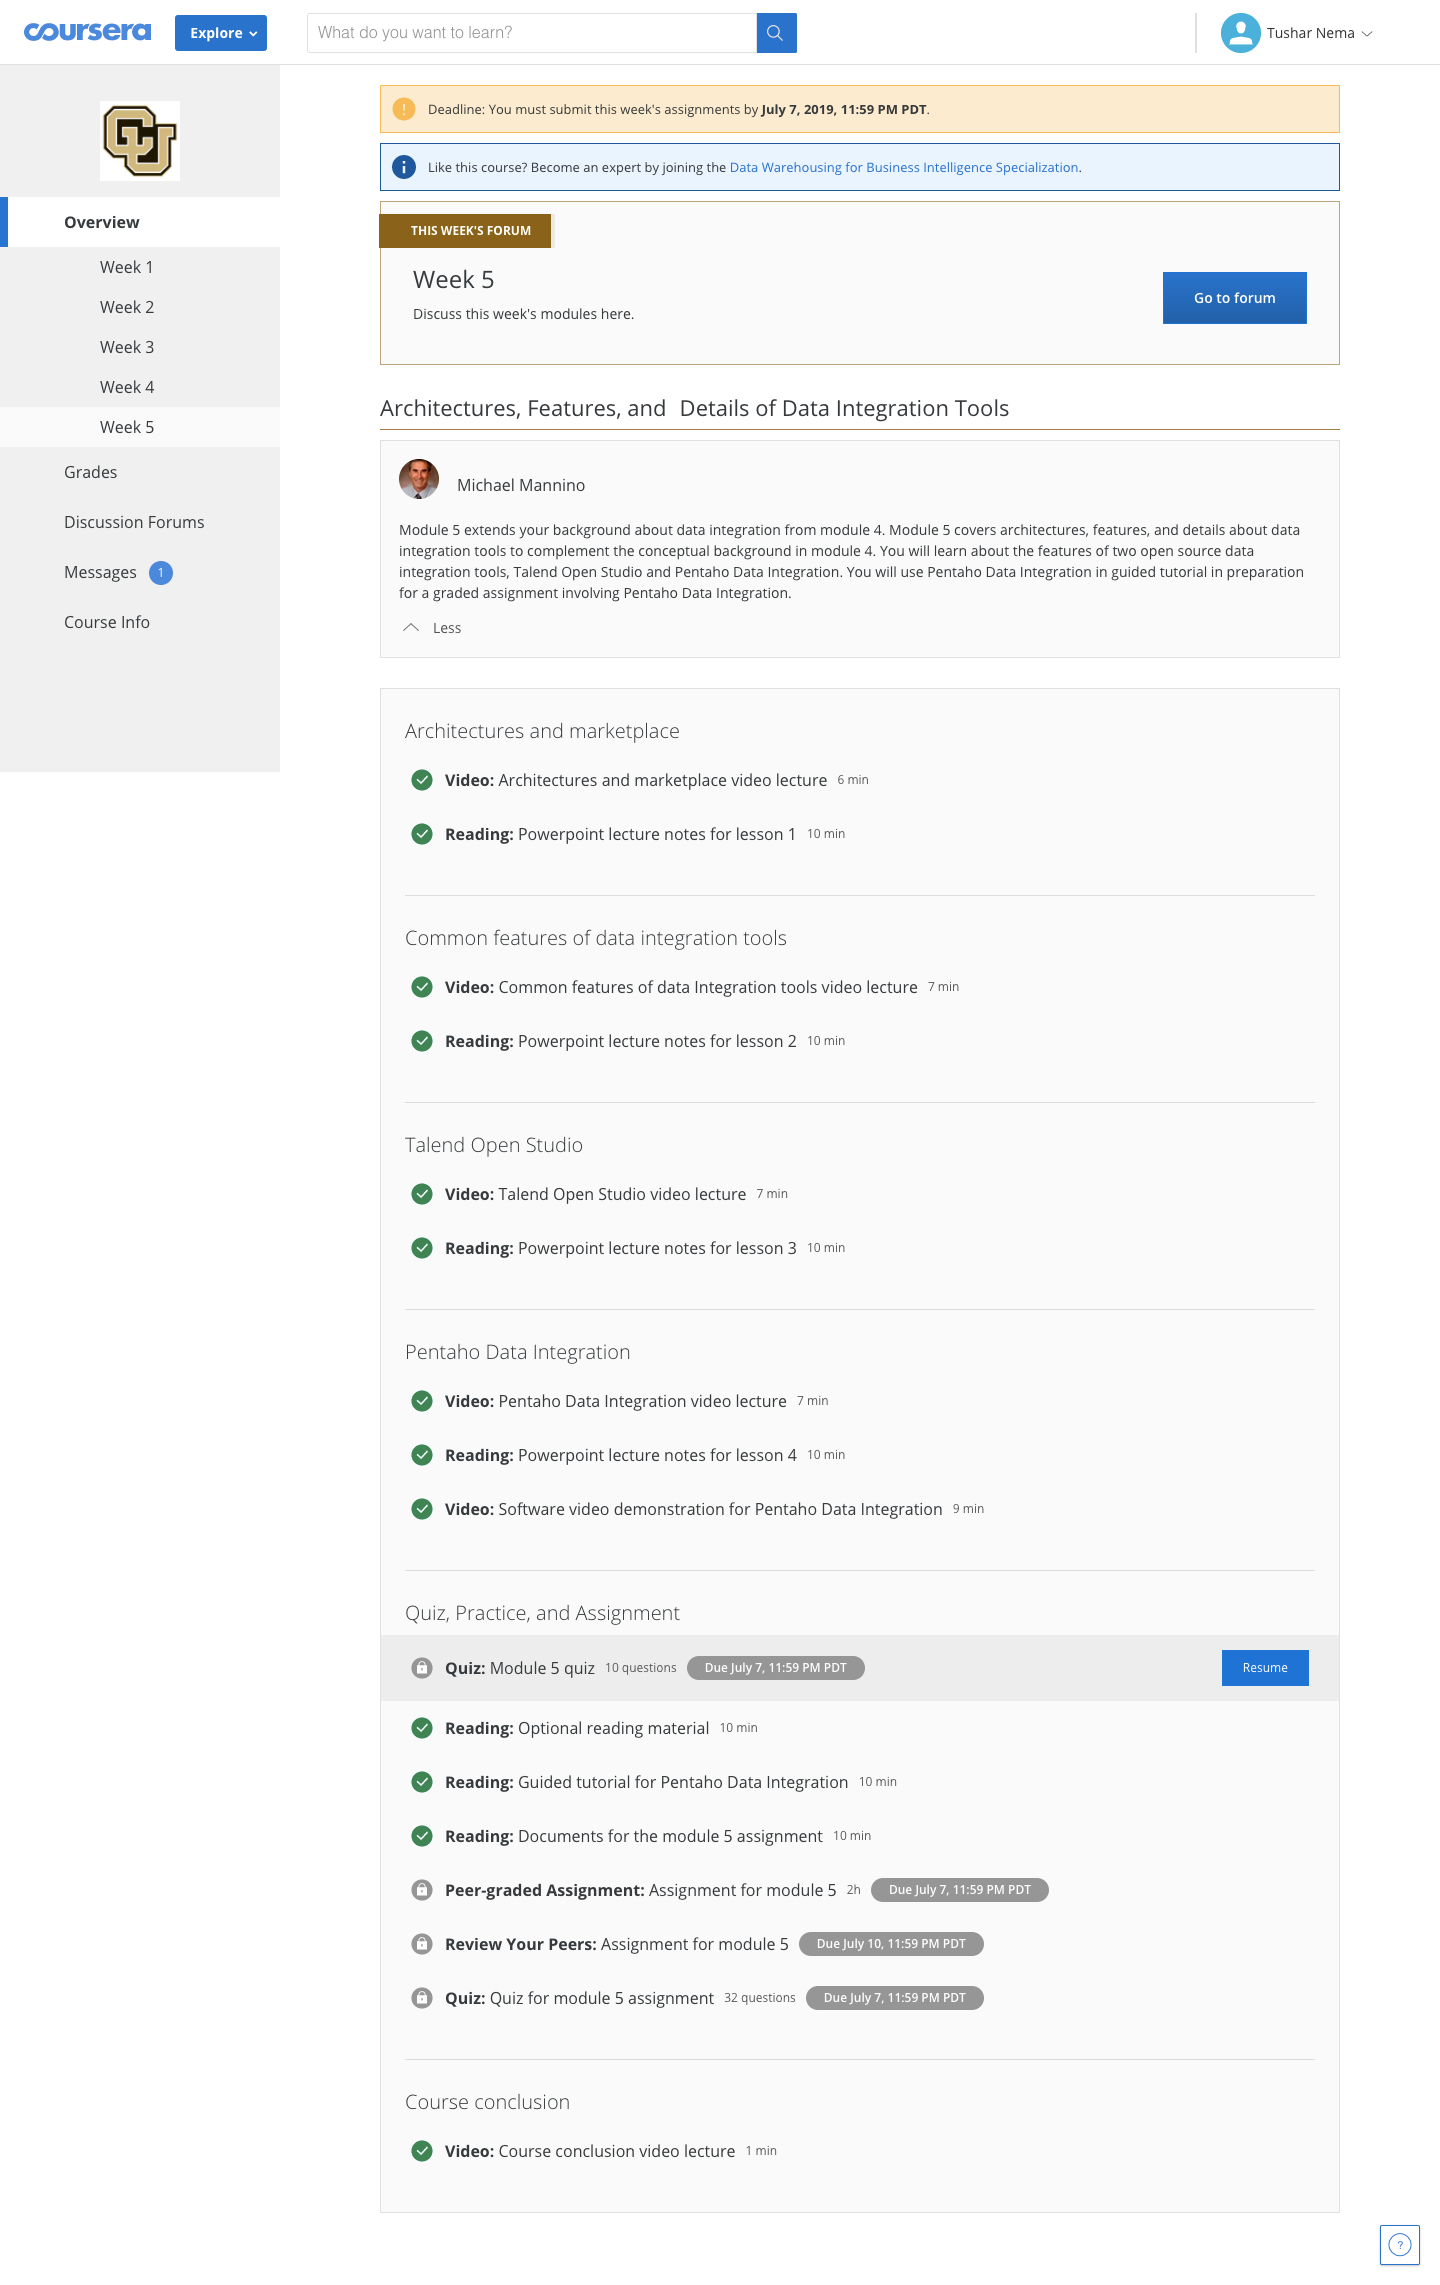 coursera
Explore
What do you want to learn?
Tushar Nema
CU
Overview
Week 1
Week 2
Week 3
Week 4
Week 5
Grades
Discussion Forums
Messages 1
Course Info
Deadline: You must submit this week's assignments by July 7, 2019, 11:59 PM PDT.
Like this course? Become an expert by joining the Data Warehousing for Business Intelligence Specialization.
THIS WEEK'S FORUM
Week 5
Discuss this week's modules here.
Go to forum
Architectures, Features, and  Details of Data Integration Tools
Michael Mannino
Module 5 extends your background about data integration from module 4. Module 5 covers architectures, features, and details about data
integration tools to complement the conceptual background in module 4. You will learn about the features of two open source data
integration tools, Talend Open Studio and Pentaho Data Integration. You will use Pentaho Data Integration in guided tutorial in preparation
for a graded assignment involving Pentaho Data Integration.
Less
Architectures and marketplace
Video: Architectures and marketplace video lecture 6 min
Reading: Powerpoint lecture notes for lesson 1 10 min
Common features of data integration tools
Video: Common features of data Integration tools video lecture 7 min
Reading: Powerpoint lecture notes for lesson 2 10 min
Talend Open Studio
Video: Talend Open Studio video lecture 7 min
Reading: Powerpoint lecture notes for lesson 3 10 min
Pentaho Data Integration
Video: Pentaho Data Integration video lecture 7 min
Reading: Powerpoint lecture notes for lesson 4 10 min
Video: Software video demonstration for Pentaho Data Integration 9 min
Quiz, Practice, and Assignment
Quiz: Module 5 quiz 10 questions Due July 7, 11:59 PM PDT Resume
Reading: Optional reading material 10 min
Reading: Guided tutorial for Pentaho Data Integration 10 min
Reading: Documents for the module 5 assignment 10 min
Peer-graded Assignment: Assignment for module 5 2h Due July 7, 11:59 PM PDT
Review Your Peers: Assignment for module 5 Due July 10, 11:59 PM PDT
Quiz: Quiz for module 5 assignment 32 questions Due July 7, 11:59 PM PDT
Course conclusion
Video: Course conclusion video lecture 1 min
?